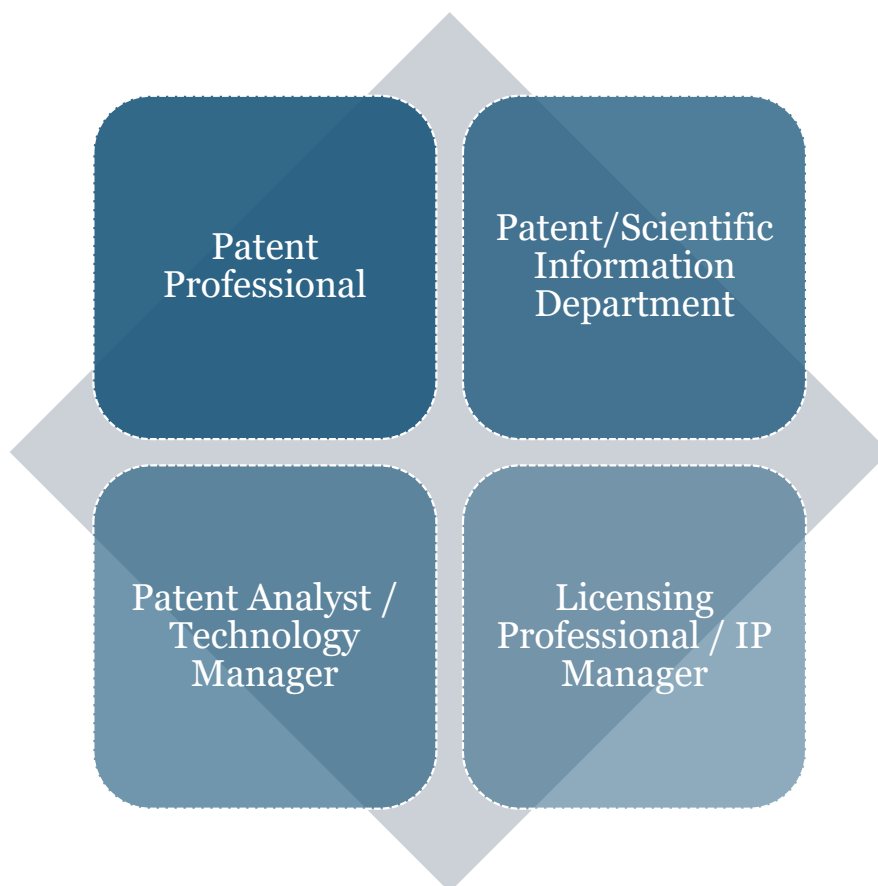 Patent
Professional
Patent/Scientific
Information
Department
Patent Analyst /
Technology
Manager
Licensing
Professional / IP
Manager